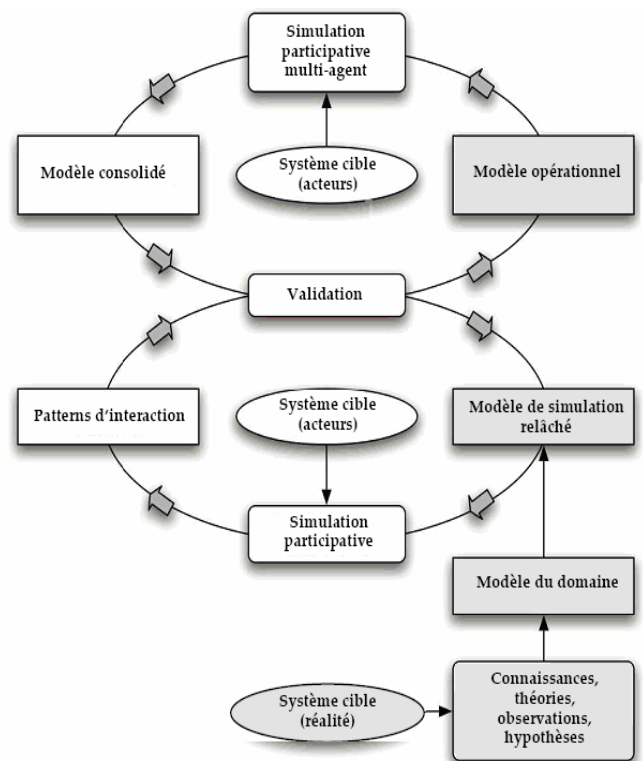 Simulation
participative
multi-agent
Modèle consolidé
Système cible
(acteurs)
Modèle opérationnel
Validation
Patterns d'interaction
Système cible
(acteurs)
Modèle de simulation
relâché
Simulation
participative
Modèle du domaine
Système cible
(réalité)
Connaissances,
théories,
observations,
hypothèses